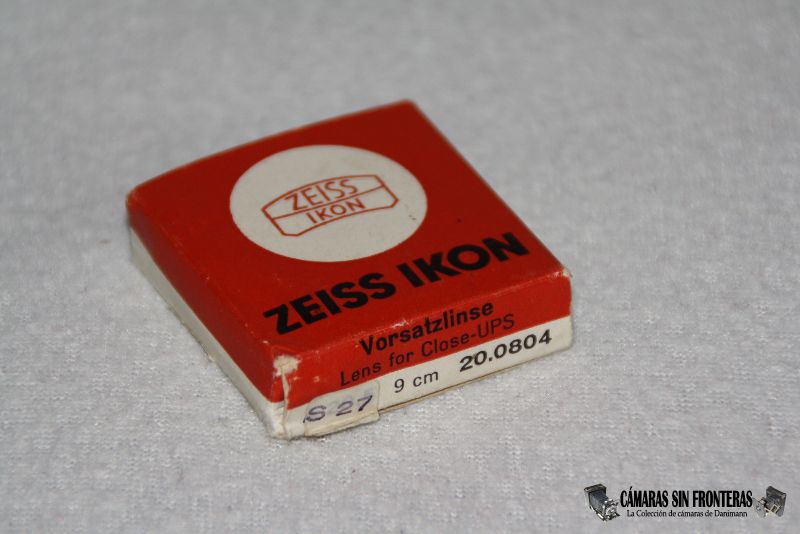 ZEISS
IKON
ZEISS IKON
Vorsatzlinse
Lens for Close-UPS
S 27 9 cm 20.0804
CÁMARAS SIN FRONTERAS
La Colección de cámaras de Danimann